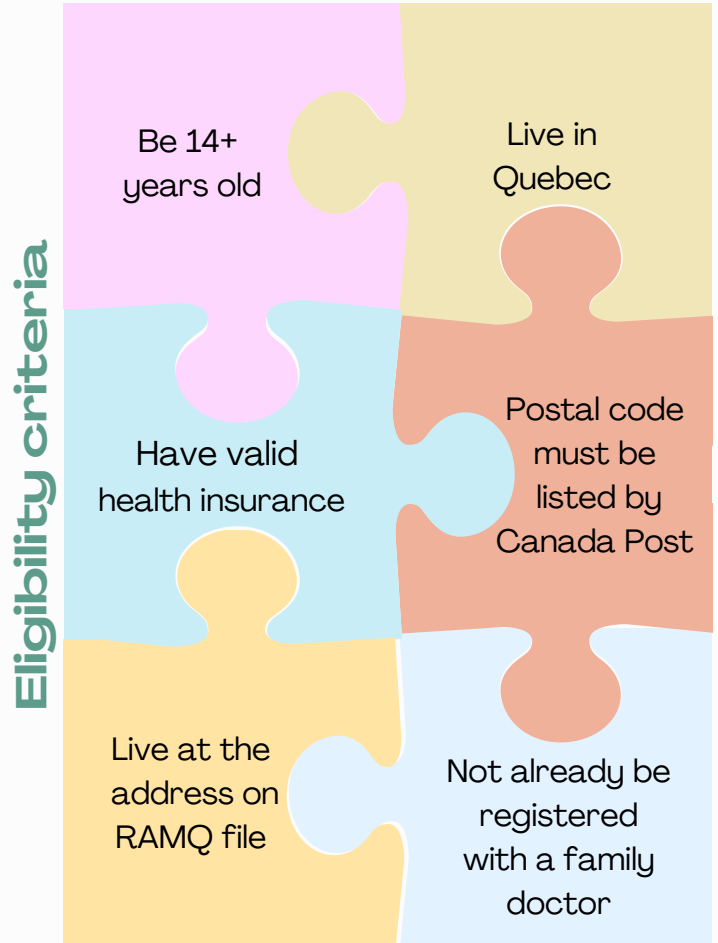 Eligibility criteria
Be 14+
years old
Live in
Quebec
Have valid
health insurance
Postal code
must be
listed by
Canada Post
Live at the
address on
RAMQ file
Not already be
registered
with a family
doctor